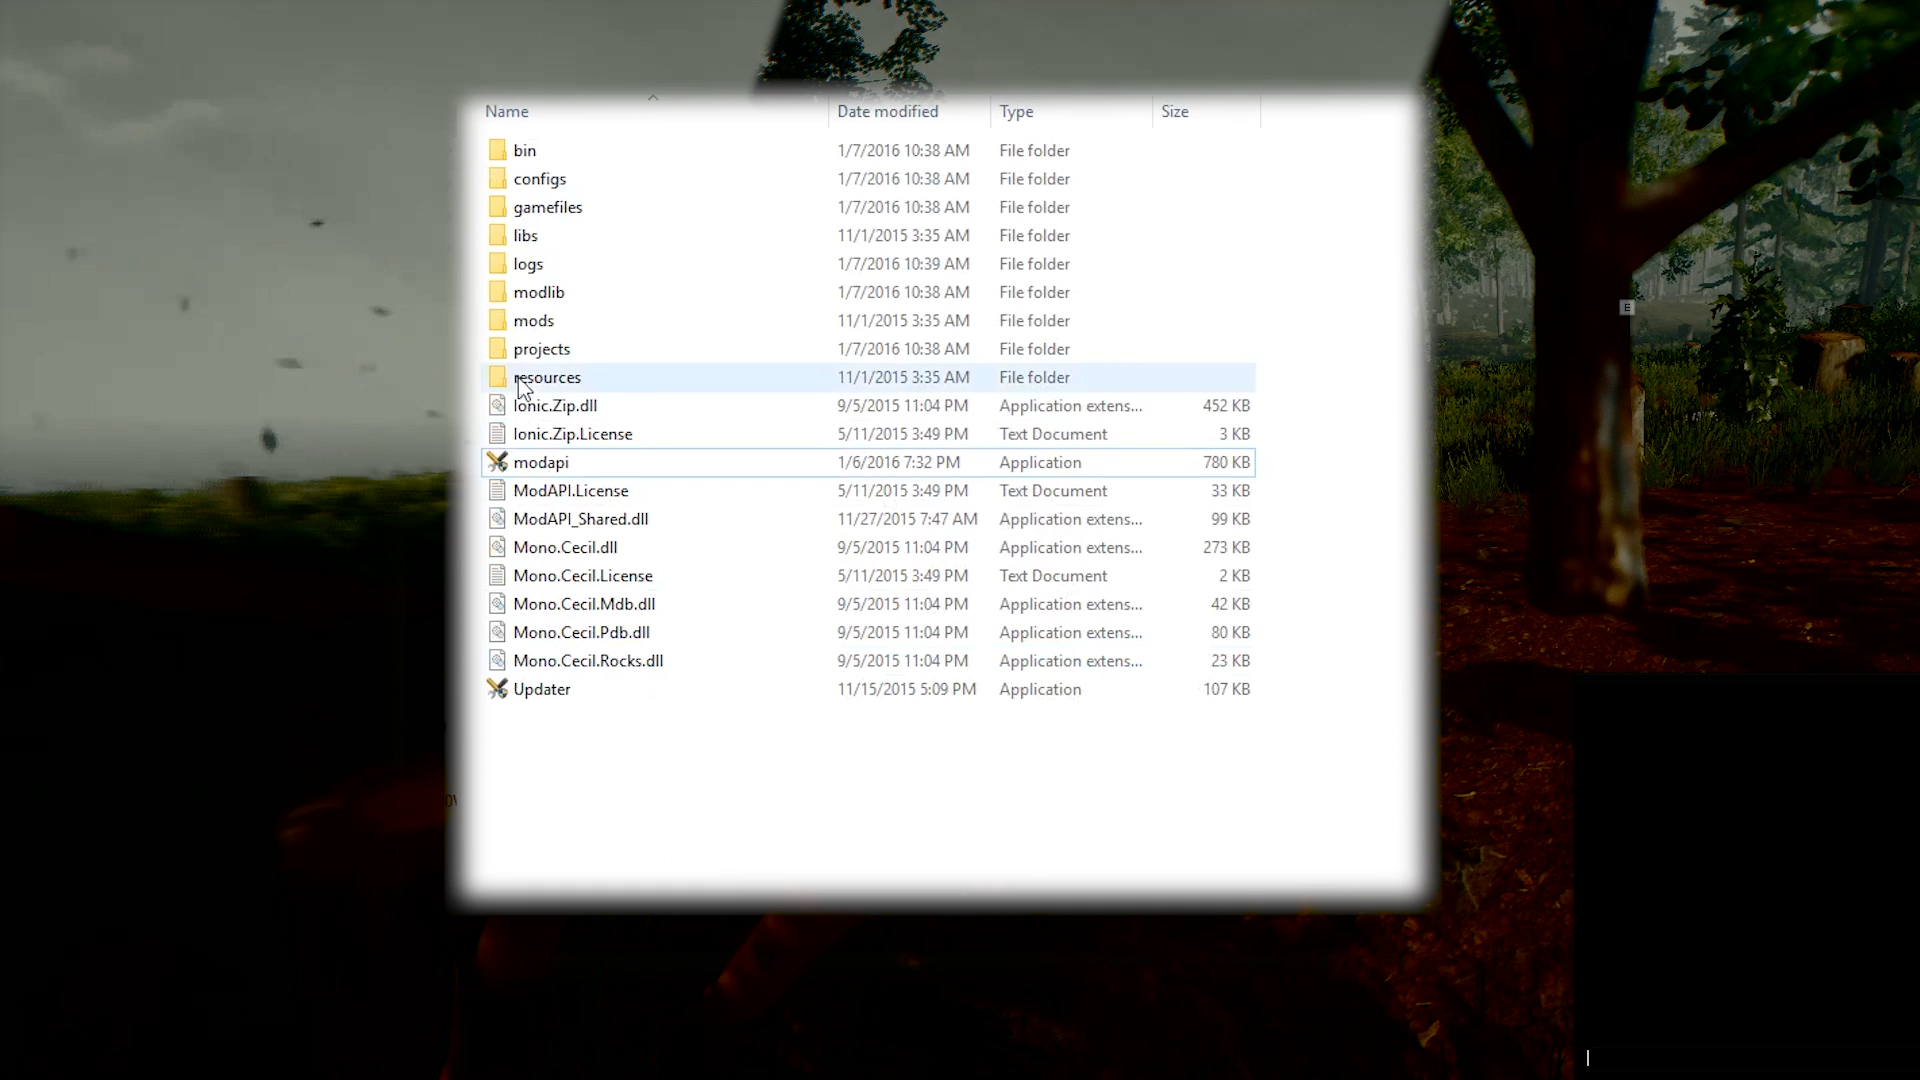 Name Date modified Type Size
bin 1/7/2016 10:38 AM File folder
configs 1/7/2016 10:38 AM File folder
gamefiles 1/7/2016 10:38 AM File folder
libs 11/1/2015 3:35 AM File folder
logs 1/7/2016 10:39 AM File folder
modlib 1/7/2016 10:38 AM File folder
mods 11/1/2015 3:35 AM File folder
projects 1/7/2016 10:38 AM File folder
resources 11/1/2015 3:35 AM File folder
Ionic.Zip.dll 9/5/2015 11:04 PM Application extens... 452 KB
Ionic.Zip.License 5/11/2015 3:49 PM Text Document 3 KB
modapi 1/6/2016 7:32 PM Application 780 KB
ModAPI.License 5/11/2015 3:49 PM Text Document 33 KB
ModAPI_Shared.dll 11/27/2015 7:47 AM Application extens... 99 KB
Mono.Cecil.dll 9/5/2015 11:04 PM Application extens... 273 KB
Mono.Cecil.License 5/11/2015 3:49 PM Text Document 2 KB
Mono.Cecil.Mdb.dll 9/5/2015 11:04 PM Application extens... 42 KB
Mono.Cecil.Pdb.dll 9/5/2015 11:04 PM Application extens... 80 KB
Mono.Cecil.Rocks.dll 9/5/2015 11:04 PM Application extens... 23 KB
Updater 11/15/2015 5:09 PM Application 107 KB
E